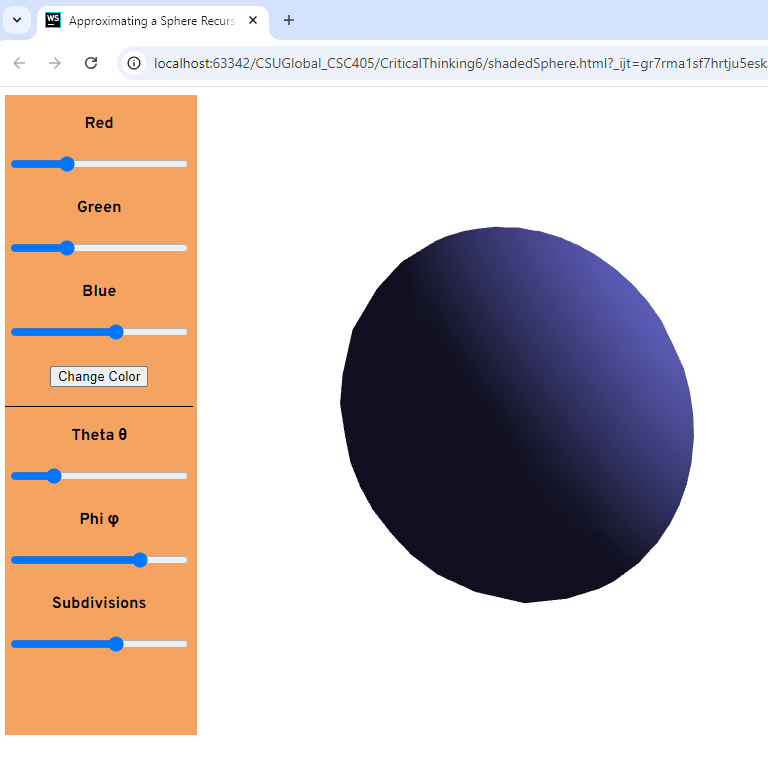 WS
Approximating a Sphere Recurs
localhost:63342/CSUGlobal_CSC405/CriticalThinking6/shadedSphere.html?_ijt=gr7rma1sf7hrtju5esk
Red
Green
Blue
Change Color
Theta θ
Phi φ
Subdivisions